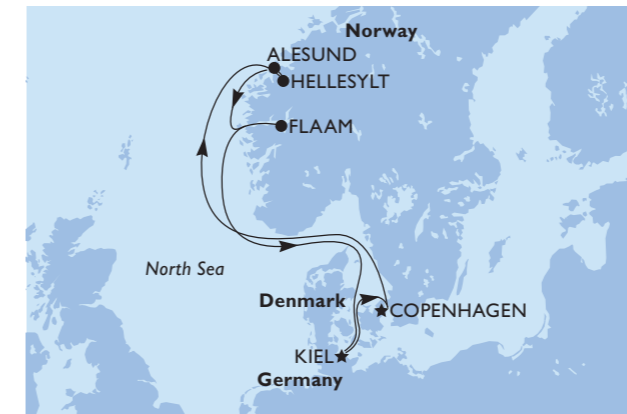 Norway
ALESUND
HELLESYLT
FLAAM
North Sea
Denmark
COPENHAGEN
KIEL
Germany